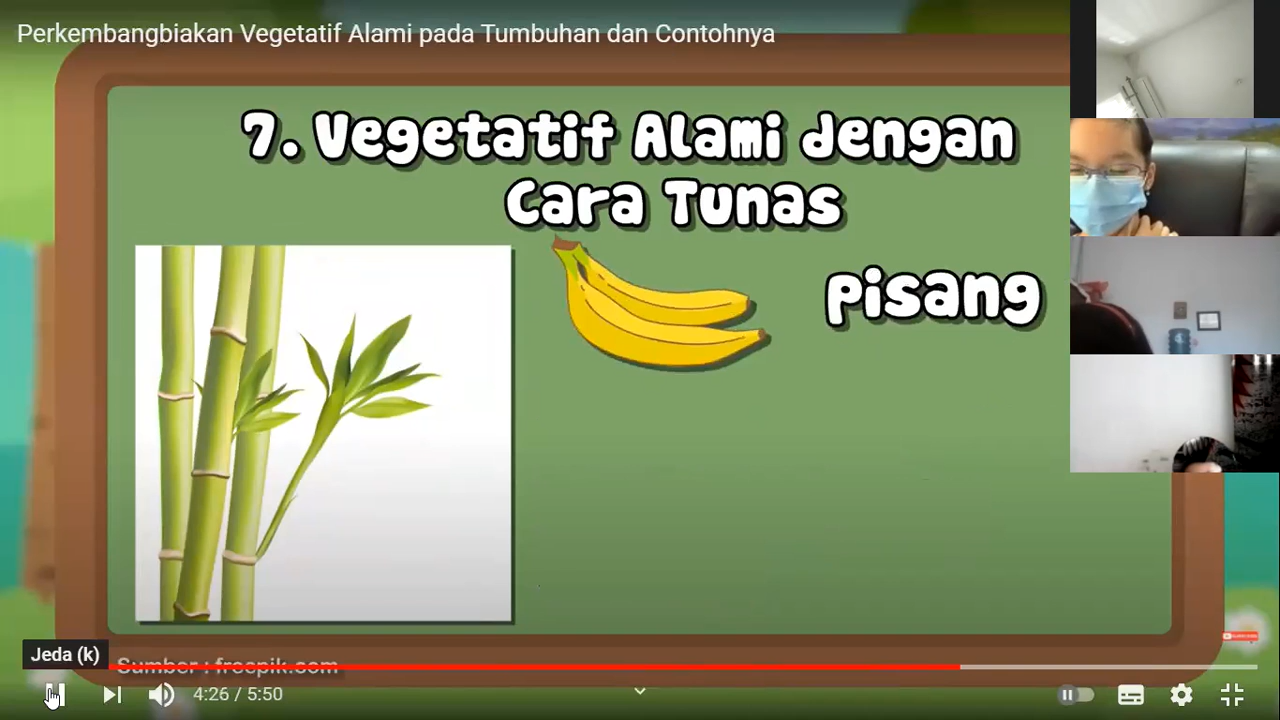 Perkembangbiakan Vegetatif Alami pada Tumbuhan dan Contohnya
7. Vegetatif Alami dengan
Cara Tunas
pisang
Jeda (k)
Sumber : freepik.com
4:26 / 5:50